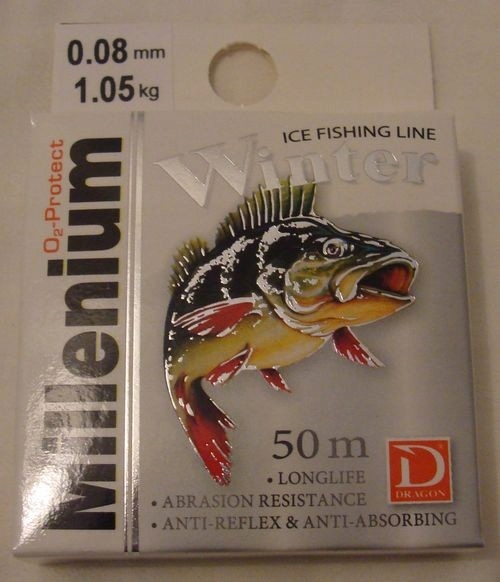 0.08 mm
1.05 kg
ICE FISHING LINE
Winter
O₂-Protect
Millenium
50 m
• LONGLIFE
• ABRASION RESISTANCE
• ANTI-REFLEX & ANTI-ABSORBING
D
DRAGON